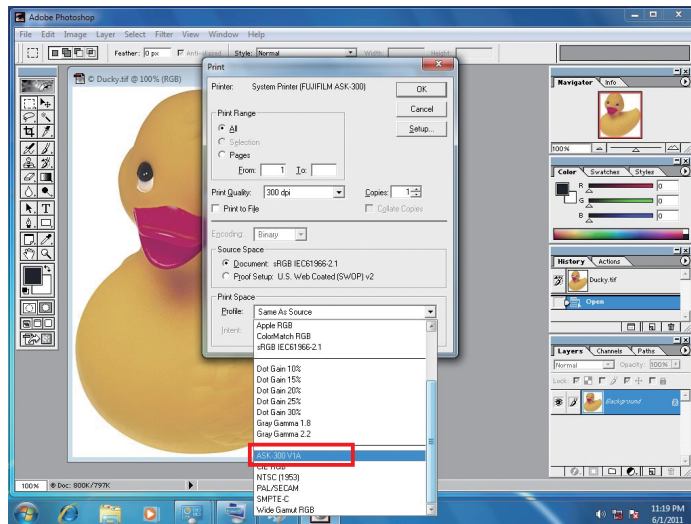 Adobe Photoshop
File Edit Image Layer Select Filter View Window Help
Feather: 0 px Anti-aliased Style: Normal Width: Height:
© Ducky.tif @ 100% (RGB)
Print
Printer: System Printer (FUJIFILM ASK-300)
OK
Cancel
Setup...
Print Range
All
Selection
Pages
From: 1 To:
Print Quality: 300 dpi Copies: 1
Print to File Collate Copies
Encoding: Binary
Source Space
Document: sRGB IEC61966-2.1
Proof Setup: U.S. Web Coated (SWOP) v2
Print Space
Profile: Same As Source
Intent:
Apple RGB
ColorMatch RGB
sRGB IEC61966-2.1
Dot Gain 10%
Dot Gain 15%
Dot Gain 20%
Dot Gain 25%
Dot Gain 30%
Gray Gamma 1.8
Gray Gamma 2.2
ASK-300 V1A
CIE RGB
NTSC (1953)
PAL/SECAM
SMPTE-C
Wide Gamut RGB
Navigator Info
100%
Color Swatches Styles
R 0
G 0
B 0
History Actions
Ducky.tif
Open
Layers Channels Paths
Normal Opacity: 100%
Lock:
Background
100% Doc: 800K/797K
11:19 PM
6/1/2011